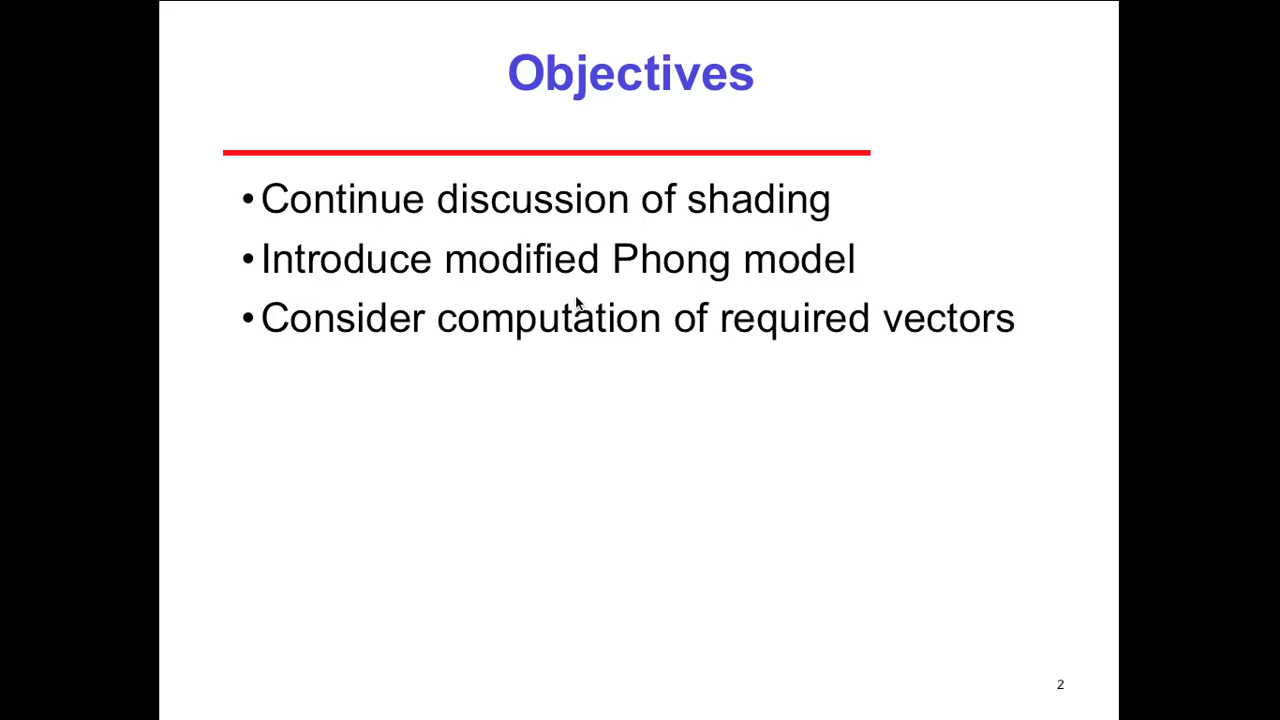 Objectives
•Continue discussion of shading
•Introduce modified Phong model
•Consider computation of required vectors
2